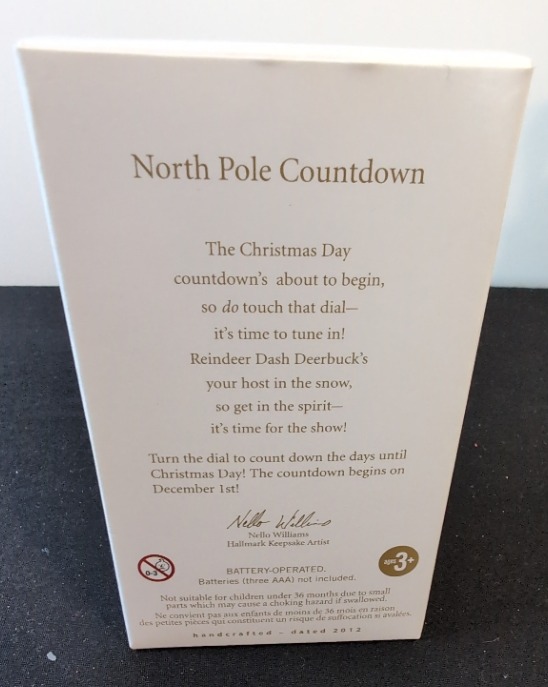 North Pole Countdown
The Christmas Day
countdown's about to begin,
so do touch that dial—
it's time to tune in!
Reindeer Dash Deerbuck's
your host in the snow,
so get in the spirit—
it's time for the show!
Turn the dial to count down the days until
Christmas Day! The countdown begins on
December 1st!
Nello Williams
Nello Williams
Hallmark Keepsake Artist
0-3
ages 3+
BATTERY-OPERATED.
Batteries (three AAA) not included.
Not suitable for children under 36 months due to small
parts which may cause a choking hazard if swallowed.
Ne convient pas aux enfants de moins de 36 mois en raison
des petites pièces qui constituent un risque de suffocation si avalées.
handcrafted - dated 2012